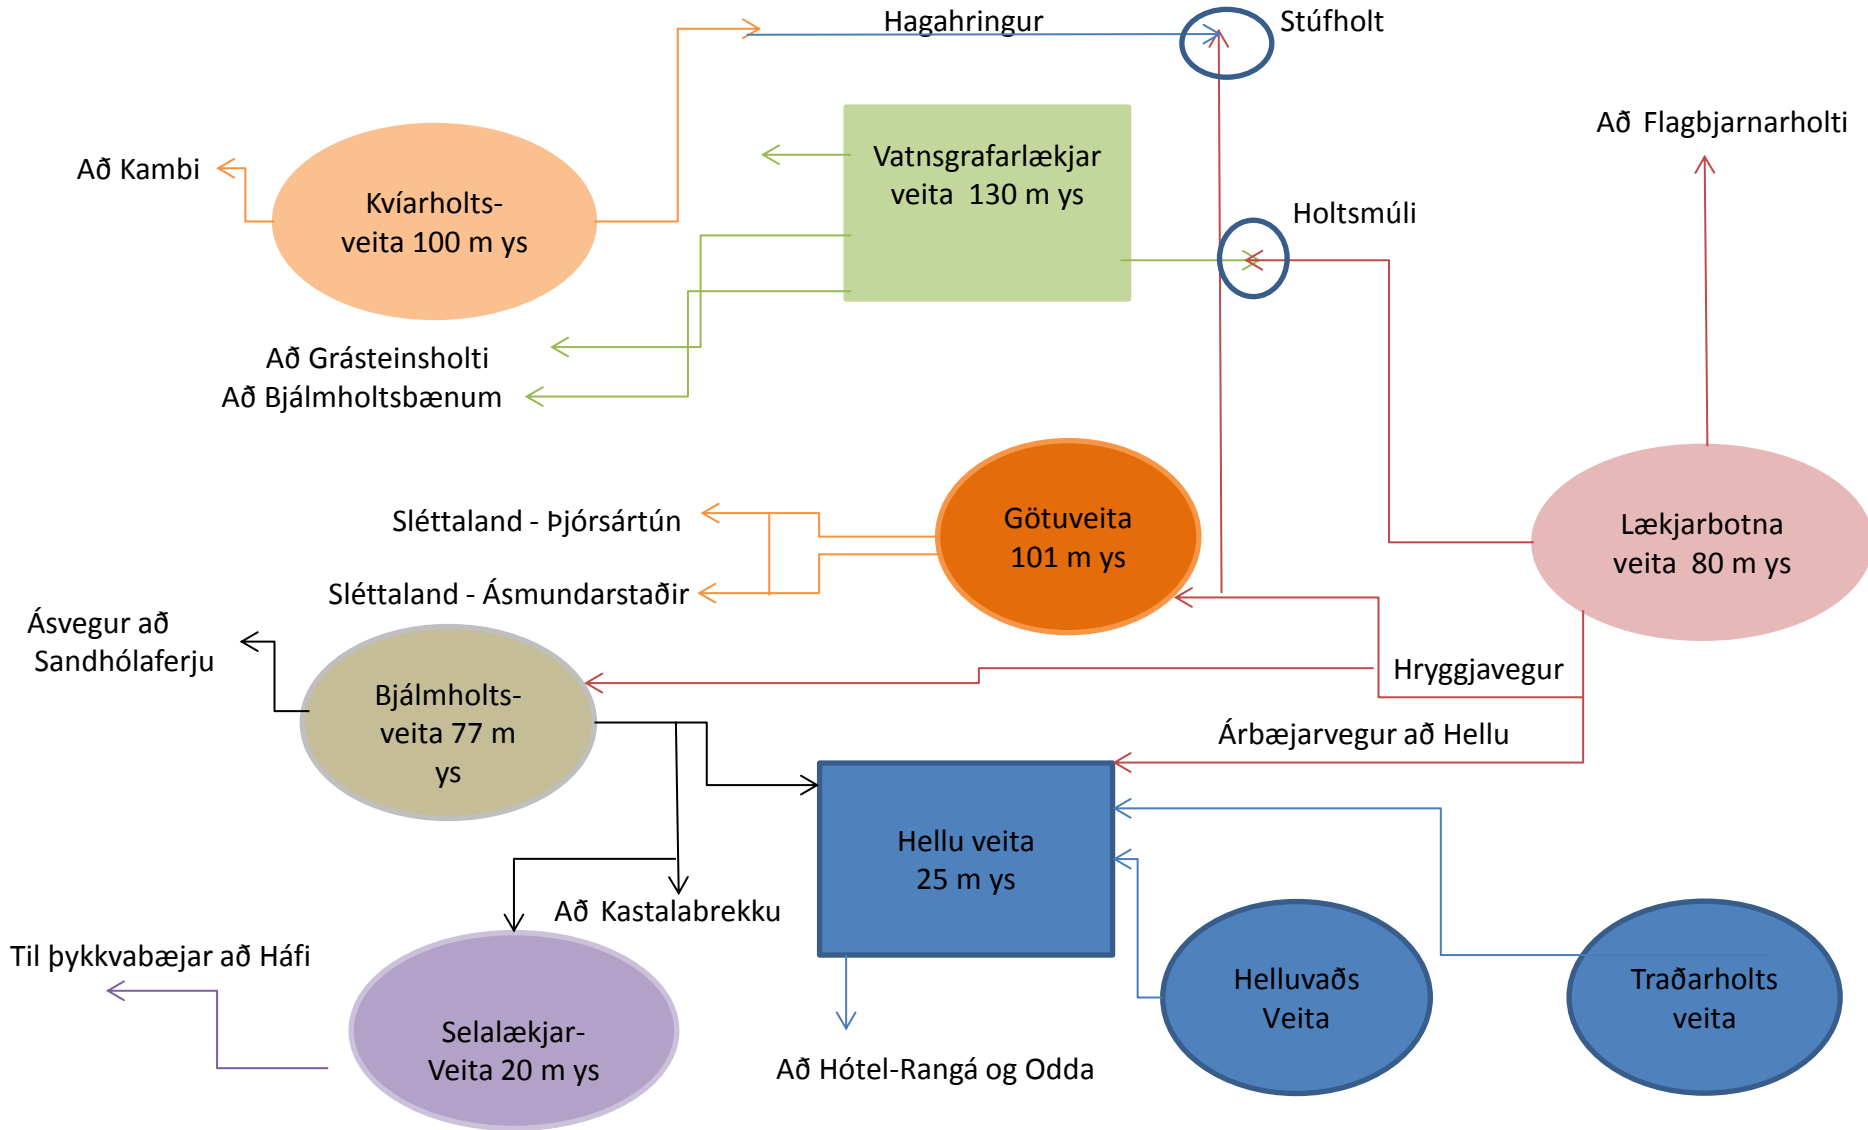 Hagahringur
Stúfholt
Að Flagbjarnarholti
Að Kambi
Vatnsgrafarlækjar
veita 130 m ys
Kvíarholts-
veita 100 m ys
Holtsmúli
Að Grásteinsholti
Að Bjálmholtsbænum
Sléttaland - Þjórsártún
Götuveita
101 m ys
Lækjarbotna
veita 80 m ys
Sléttaland - Ásmundarstaðir
Ásvegur að
Sandhólaferju
Bjálmholts-
veita 77 m
ys
Hryggjavegur
Árbæjarvegur að Hellu
Hellu veita
25 m ys
Að Kastalabrekku
Til þykkvabæjar að Háfi
Selalækjar-
Veita 20 m ys
Helluvaðs
Veita
Traðarholts
veita
Að Hótel-Rangá og Odda